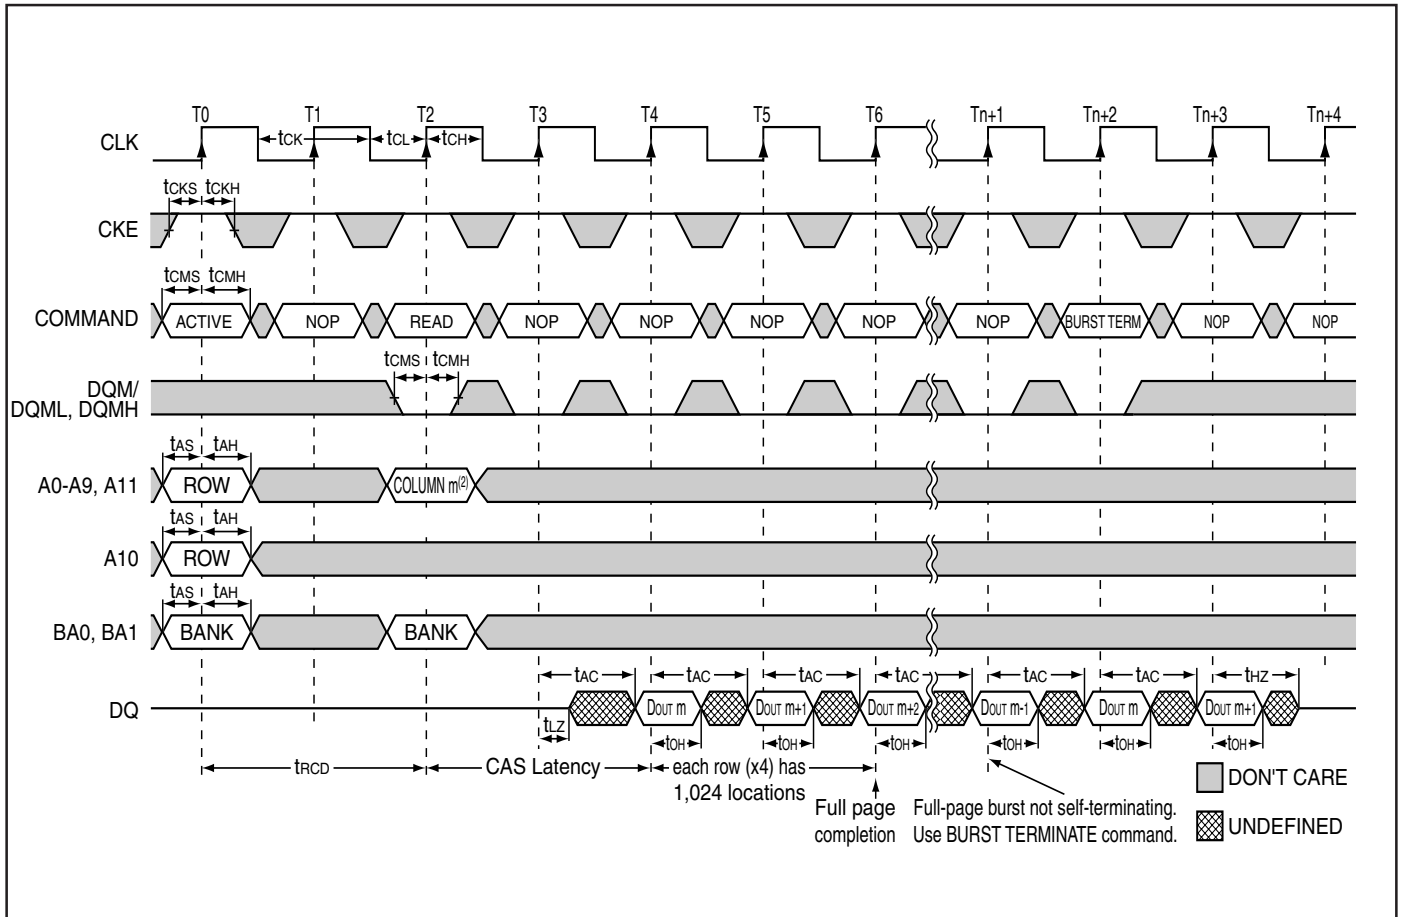 T0 T1 T2 T3 T4 T5 T6 Tn+1 Tn+2 Tn+3 Tn+4
CLK tCK tCL tCH
tCKS tCKH
CKE
tCMS tCMH
COMMAND ACTIVE NOP READ NOP NOP NOP NOP NOP BURST TERM NOP NOP
tCMS tCMH
DQM/
DQML, DQMH
tAS tAH
A0-A9, A11 ROW COLUMN m(2)
tAS tAH
A10 ROW
tAS tAH
BA0, BA1 BANK BANK
tAC tAC tAC tAC tAC tAC tHZ
DQ DOUT m DOUT m+1 DOUT m+2 DOUT m-1 DOUT m DOUT m+1
tLZ tOH tOH tOH tOH tOH tOH
tRCD CAS Latency each row (x4) has
1,024 locations
Full page
completion
Full-page burst not self-terminating.
Use BURST TERMINATE command.
DON'T CARE
UNDEFINED